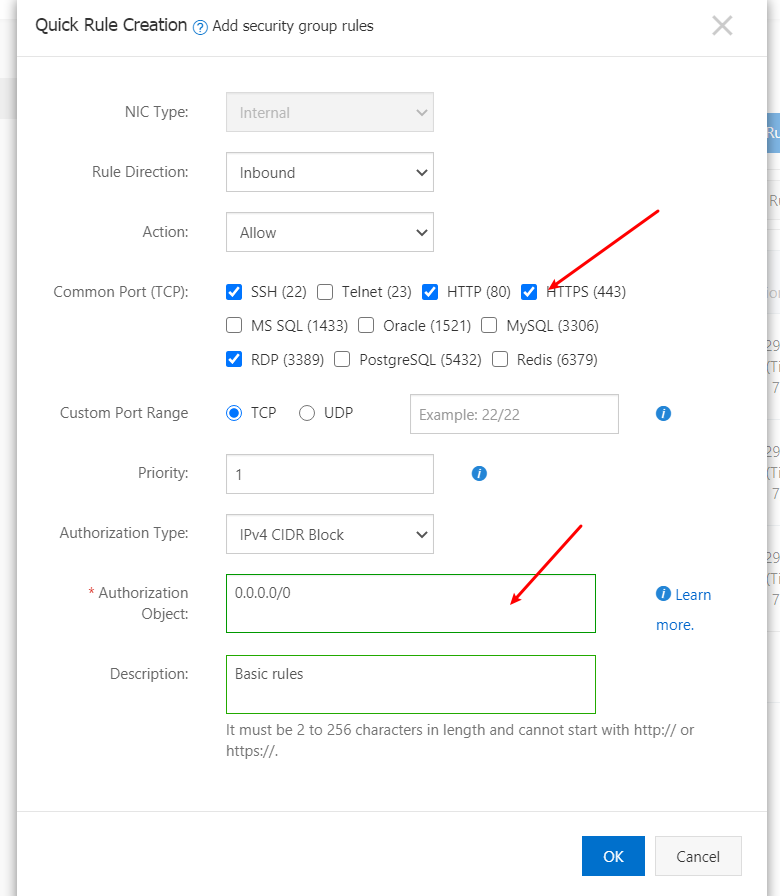 Quick Rule Creation ? Add security group rules
NIC Type: Internal
Rule Direction: Inbound
Ru
Action: Allow
Ru
Common Port (TCP): SSH (22) Telnet (23) HTTP (80) HTTPS (443)
MS SQL (1433) Oracle (1521) MySQL (3306)
RDP (3389) PostgreSQL (5432) Redis (6379)
Custom Port Range TCP UDP Example: 22/22
Priority: 1
Authorization Type: IPv4 CIDR Block
* Authorization Object: 0.0.0.0/0
Learn more.
Description: Basic rules
It must be 2 to 256 characters in length and cannot start with http:// or
https://.
OK Cancel